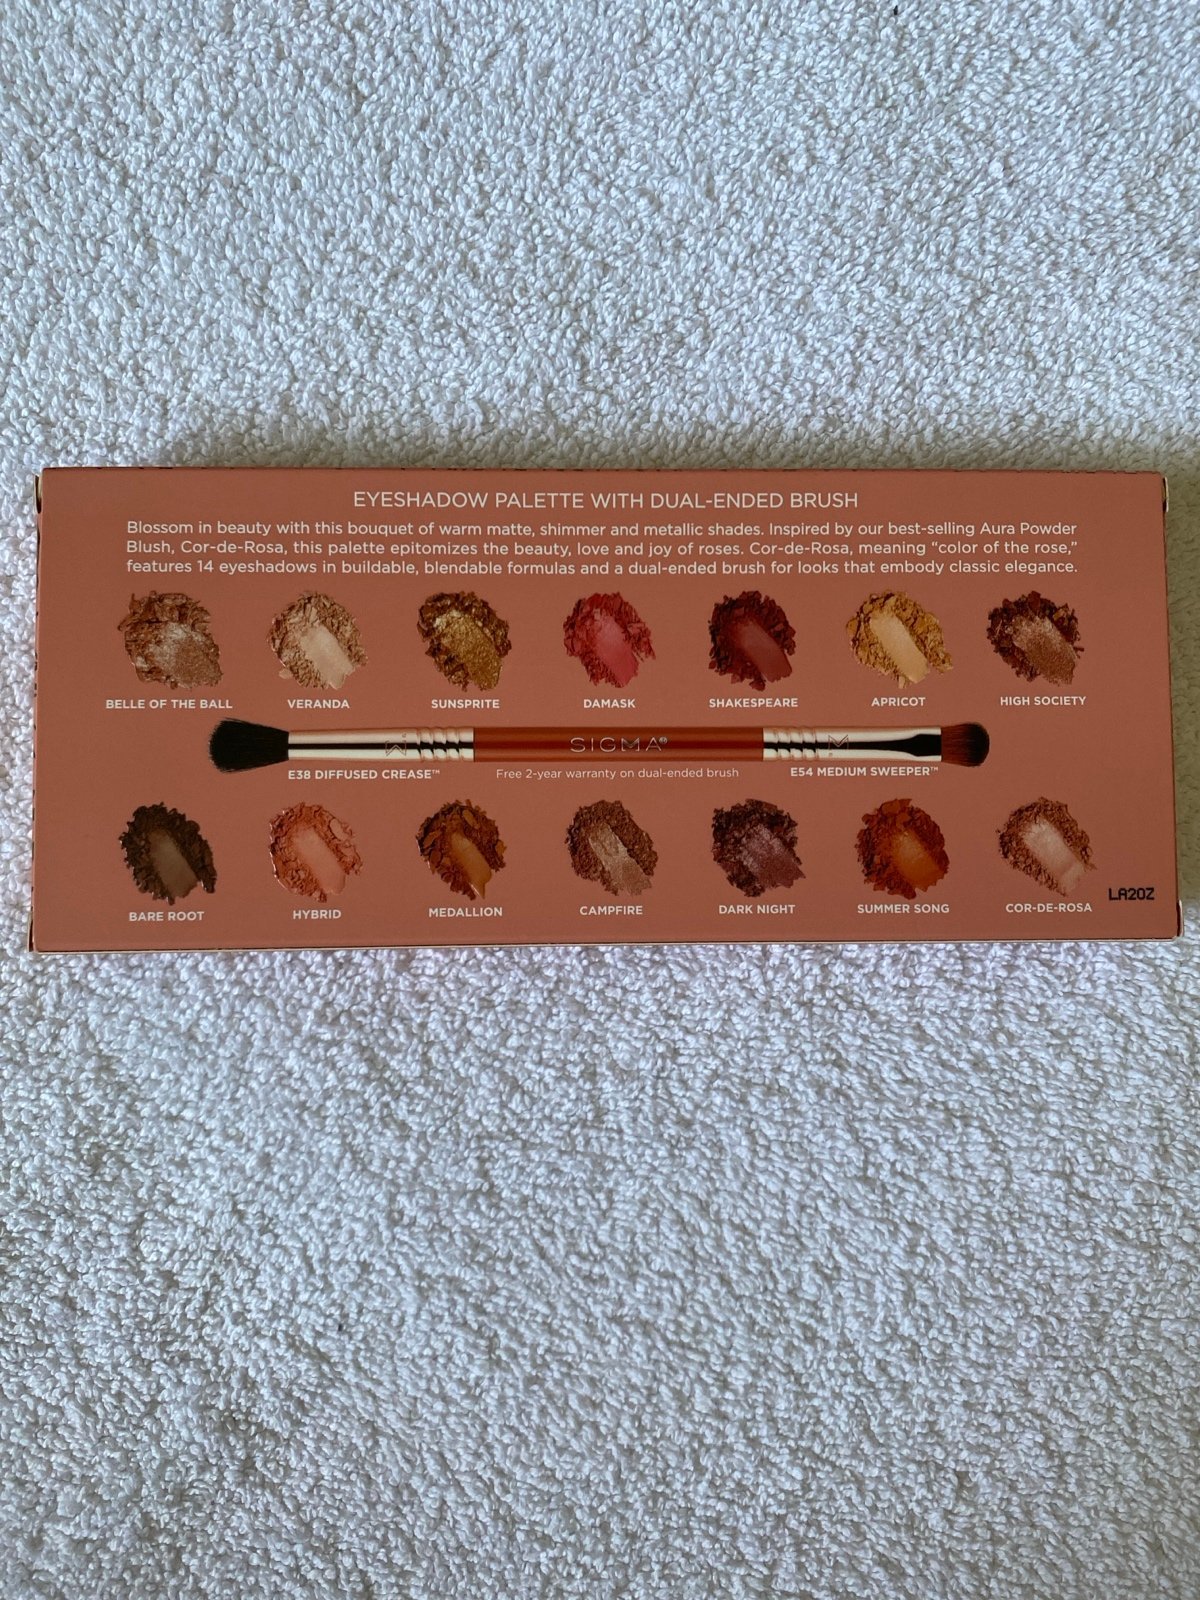 EYESHADOW PALETTE WITH DUAL-ENDED BRUSH
Blossom in beauty with this bouquet of warm matte, shimmer and metallic shades. Inspired by our best-selling Aura Powder
Blush, Cor-de-Rosa, this palette epitomizes the beauty, love and joy of roses. Cor-de-Rosa, meaning “color of the rose,”
features 14 eyeshadows in buildable, blendable formulas and a dual-ended brush for looks that embody classic elegance.
BELLE OF THE BALL VERANDA SUNSPRITE DAMASK SHAKESPEARE APRICOT HIGH SOCIETY
SIGMA®
E38 DIFFUSED CREASE™ Free 2-year warranty on dual-ended brush E54 MEDIUM SWEEPER™
BARE ROOT HYBRID MEDALLION CAMPFIRE DARK NIGHT SUMMER SONG COR-DE-ROSA
LA20Z